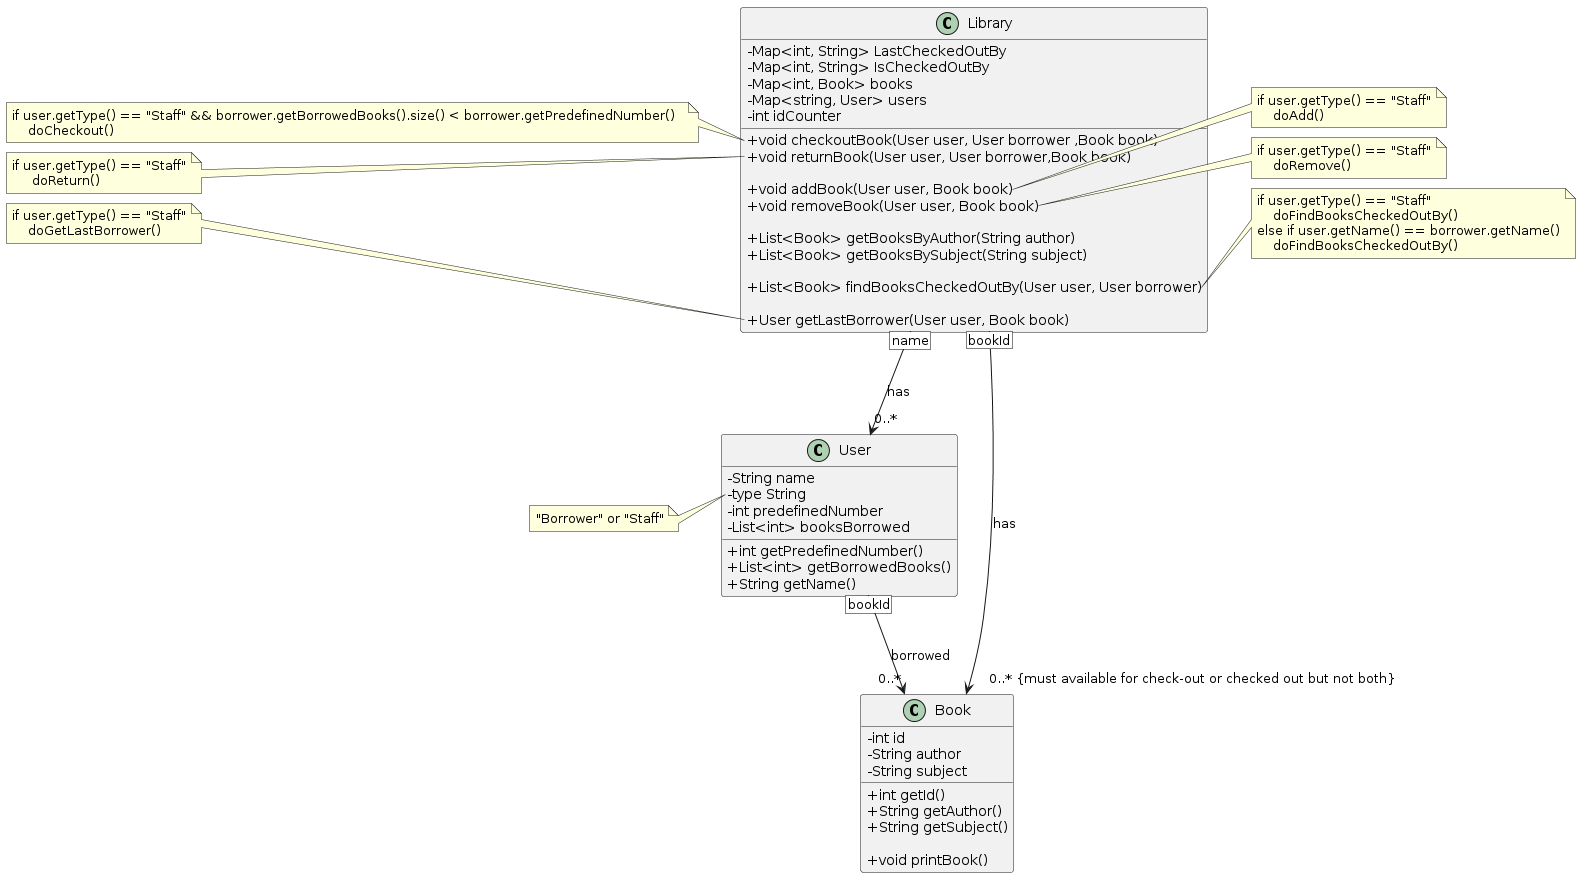 C Library
-Map<int, String> LastCheckedOutBy
-Map<int, String> IsCheckedOutBy
-Map<int, Book> books
-Map<string, User> users
-int idCounter
+void checkoutBook(User user, User borrower ,Book book)
+void returnBook(User user, User borrower,Book book)
+void addBook(User user, Book book)
+void removeBook(User user, Book book)
+List<Book> getBooksByAuthor(String author)
+List<Book> getBooksBySubject(String subject)
+List<Book> findBooksCheckedOutBy(User user, User borrower)
+User getLastBorrower(User user, Book book)
if user.getType() == "Staff" && borrower.getBorrowedBooks().size() < borrower.getPredefinedNumber()
doCheckout()
if user.getType() == "Staff"
doReturn()
if user.getType() == "Staff"
doGetLastBorrower()
if user.getType() == "Staff"
doAdd()
if user.getType() == "Staff"
doRemove()
if user.getType() == "Staff"
doFindBooksCheckedOutBy()
else if user.getName() == borrower.getName()
doFindBooksCheckedOutBy()
name
bookId
has
0..*
C User
-String name
-type String
-int predefinedNumber
-List<int> booksBorrowed
+int getPredefinedNumber()
+List<int> getBorrowedBooks()
+String getName()
"Borrower" or "Staff"
has
bookId
borrowed
0..*
0..* {must available for check-out or checked out but not both}
C Book
-int id
-String author
-String subject
+int getId()
+String getAuthor()
+String getSubject()
+void printBook()